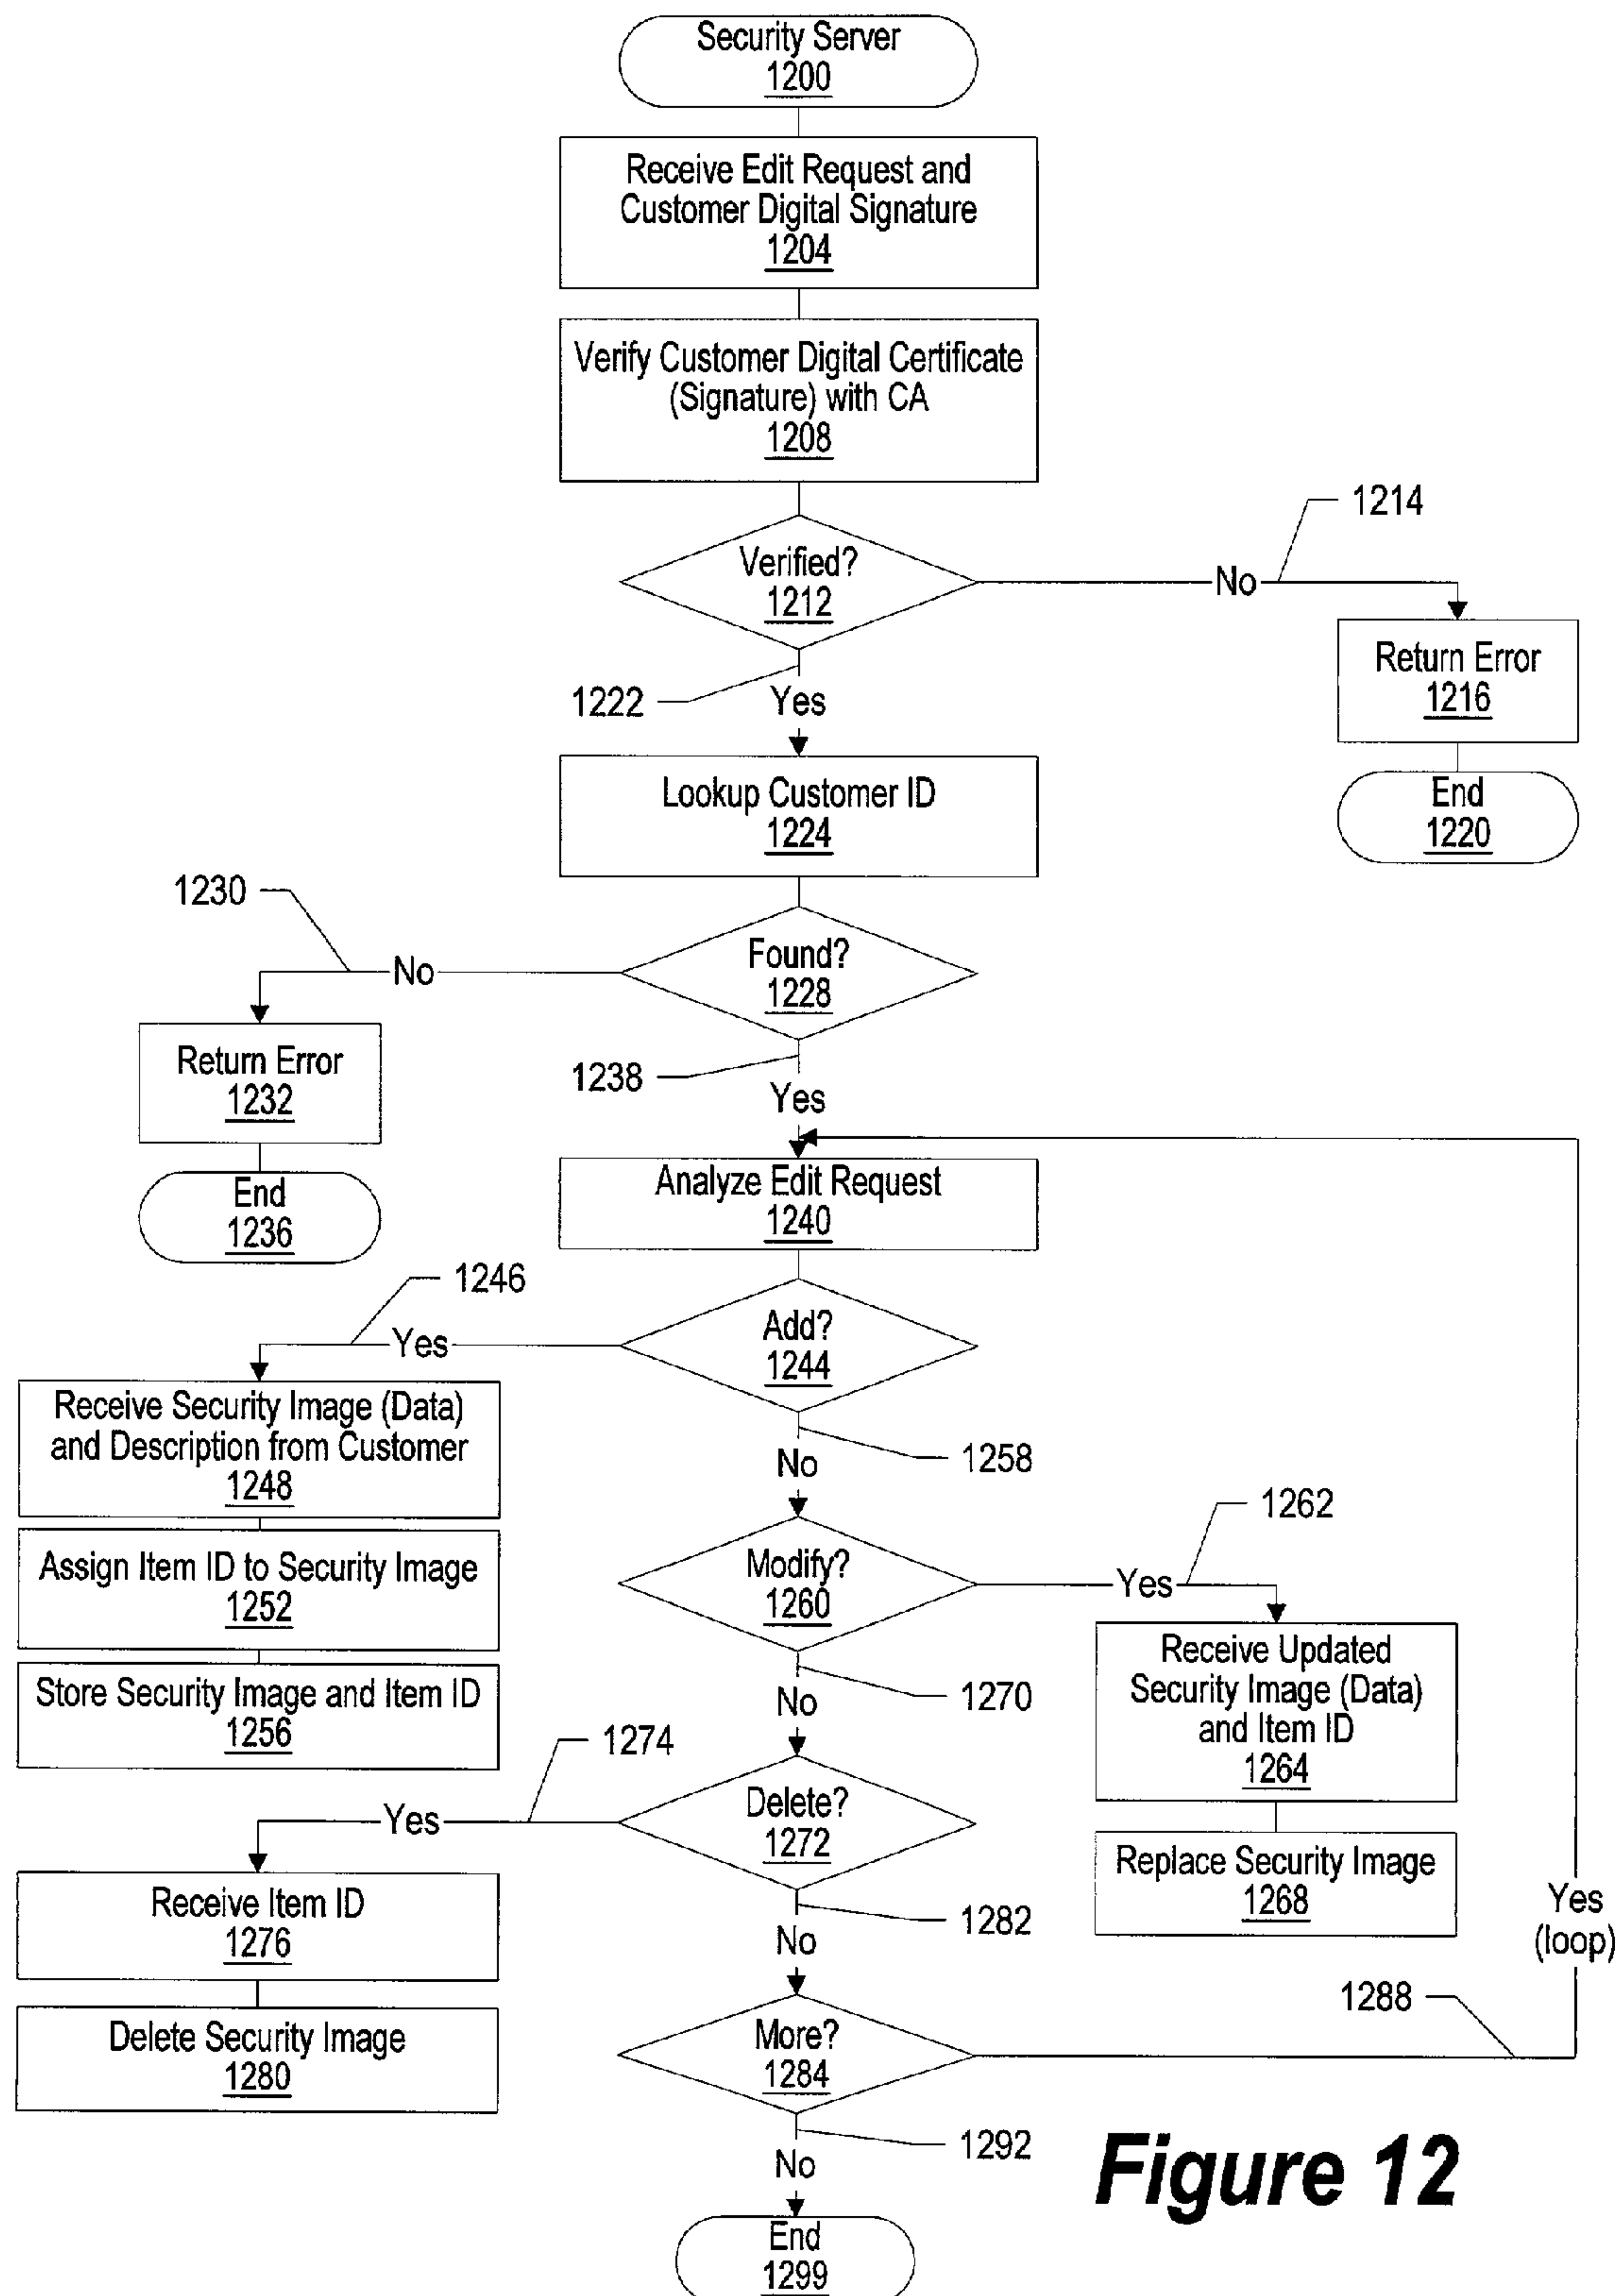 Security Server
1200
Receive Edit Request and
Customer Digital Signature
1204
Verify Customer Digital Certificate
(Signature) with CA
1208
1214
Verified?
1212
No
Return Error
1216
1222
Yes
End
1220
Lookup Customer ID
1224
1230
No
Found?
1228
Return Error
1232
1238
Yes
End
1236
Analyze Edit Request
1240
1246
Yes
Add?
1244
Receive Security Image (Data)
and Description from Customer
1248
1258
No
Assign Item ID to Security Image
1252
1262
Modify?
1260
Yes
Store Security Image and Item ID
1256
Receive Updated
Security Image (Data)
and Item ID
1264
1270
No
1274
Yes
Delete?
1272
Replace Security Image
1268
Receive Item ID
1276
1282
No
Yes
(loop)
Delete Security Image
1280
1288
More?
1284
1292
No
Figure 12
End
1299